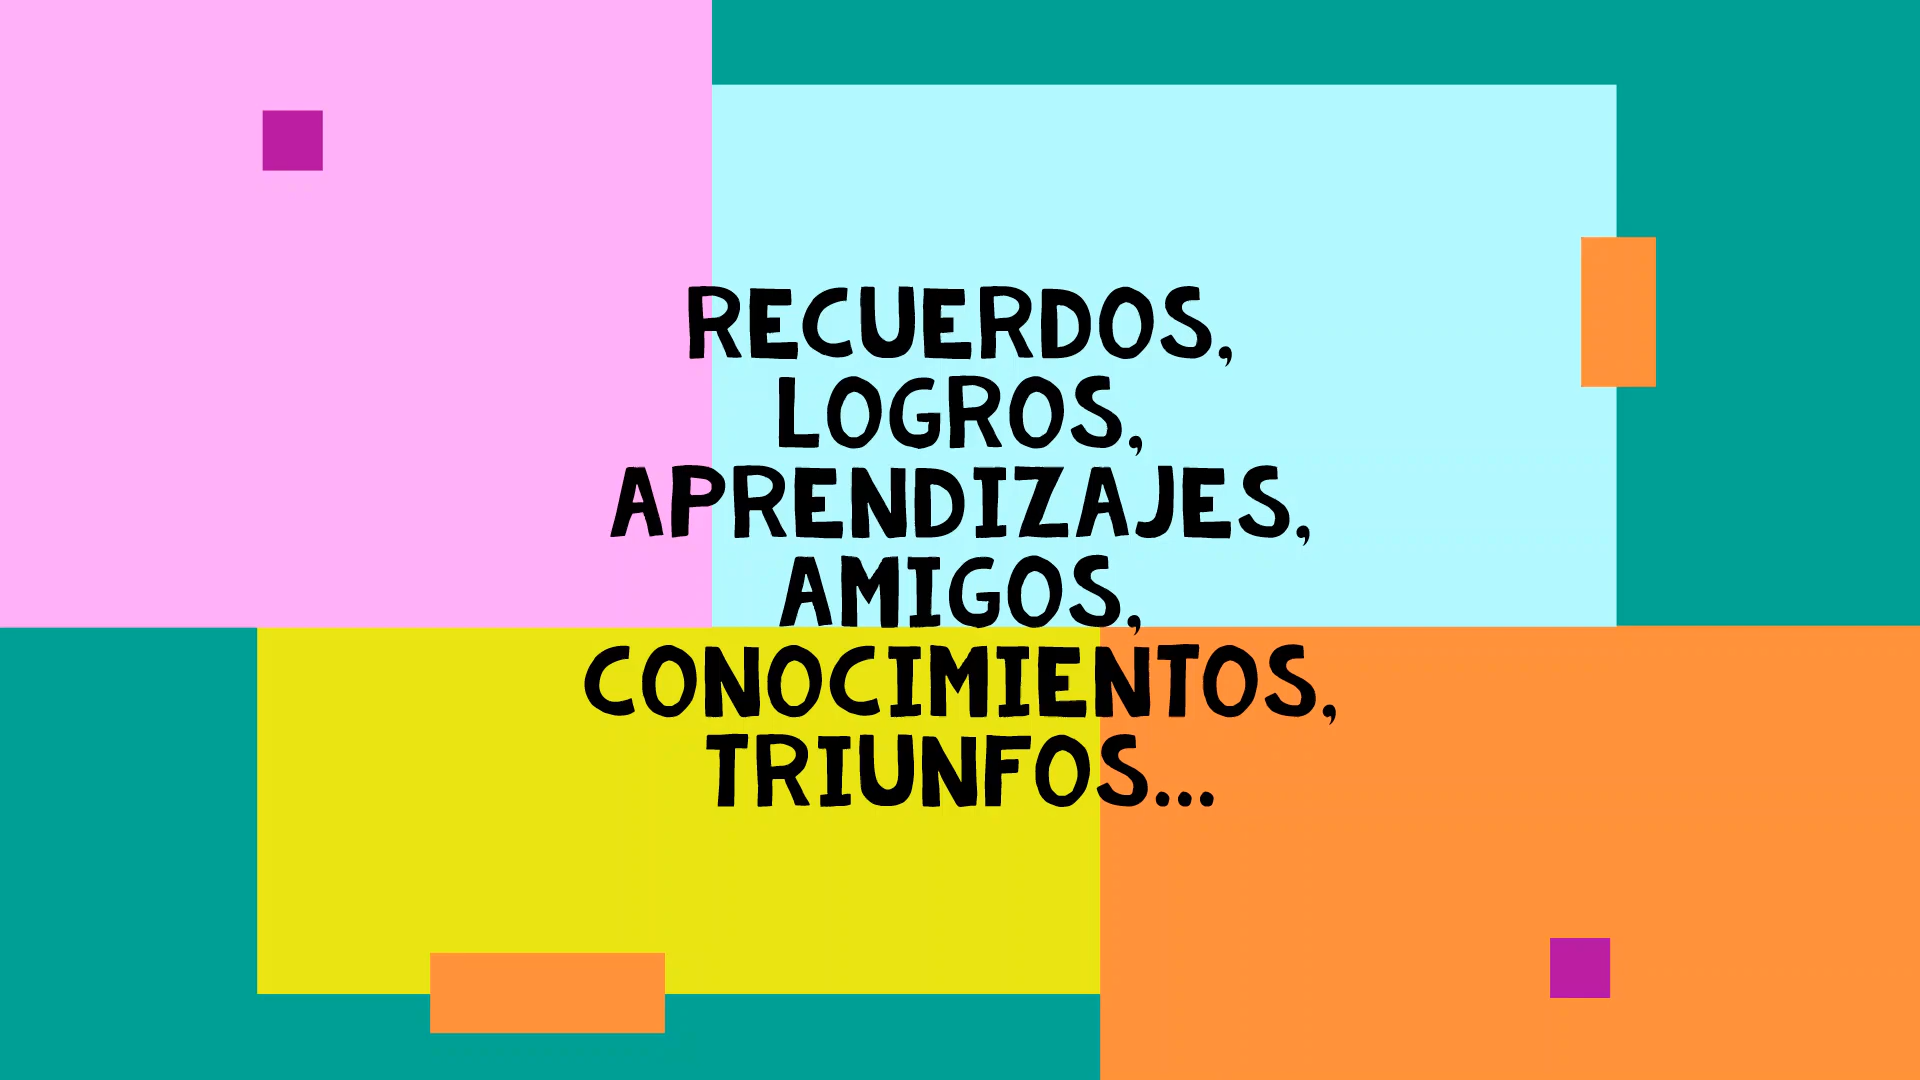 RECUERDOS,
LOGROS,
APRENDIZAJES,
AMIGOS,
CONOCIMIENTOS,
TRIUNFOS...